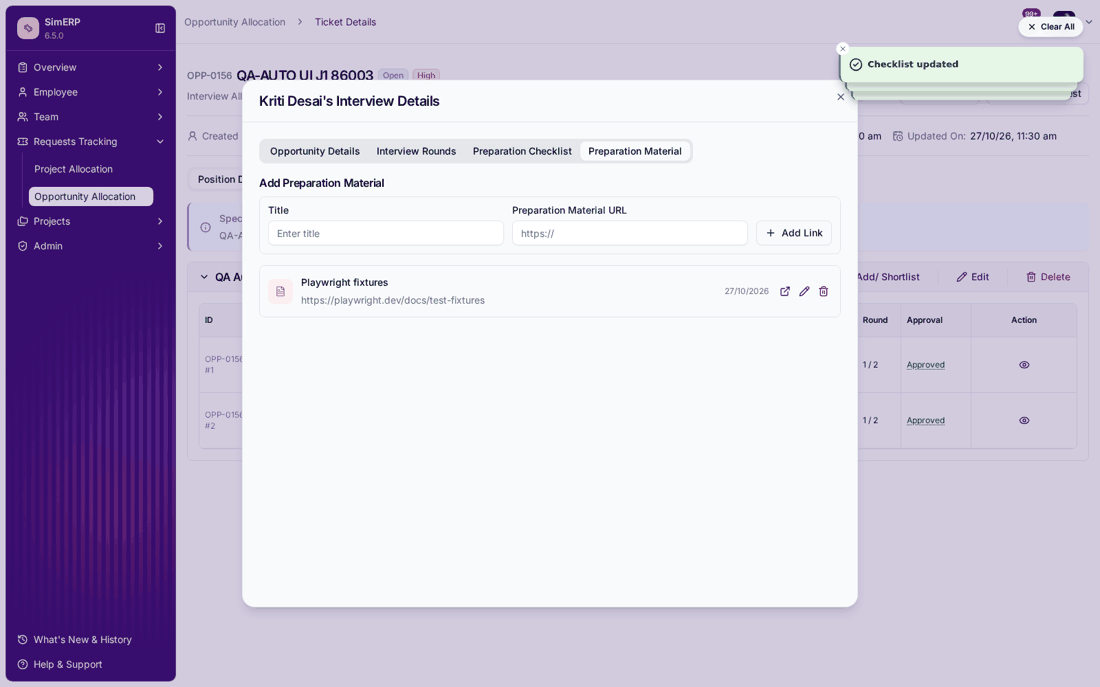 SimERP
6.5.0
Overview
Employee
Team
Requests Tracking
Project Allocation
Opportunity Allocation
Projects
Admin
What's New & History
Help & Support
Opportunity Allocation > Ticket Details
99+
Clear All
Checklist updated
OPP-0156 QA-AUTO UI J1 86003 Open High
Interview Al
st
Created
0 am Updated On: 27/10/26, 11:30 am
Position D
Spec
QA-A
QA A
Add/ Shortlist Edit Delete
ID Round Approval Action
OPP-0156 #1 1 / 2 Approved
OPP-0156 #2 1 / 2 Approved
Kriti Desai's Interview Details
Opportunity Details Interview Rounds Preparation Checklist Preparation Material
Add Preparation Material
Title Preparation Material URL
Enter title https:// Add Link
Playwright fixtures
https://playwright.dev/docs/test-fixtures
27/10/2026